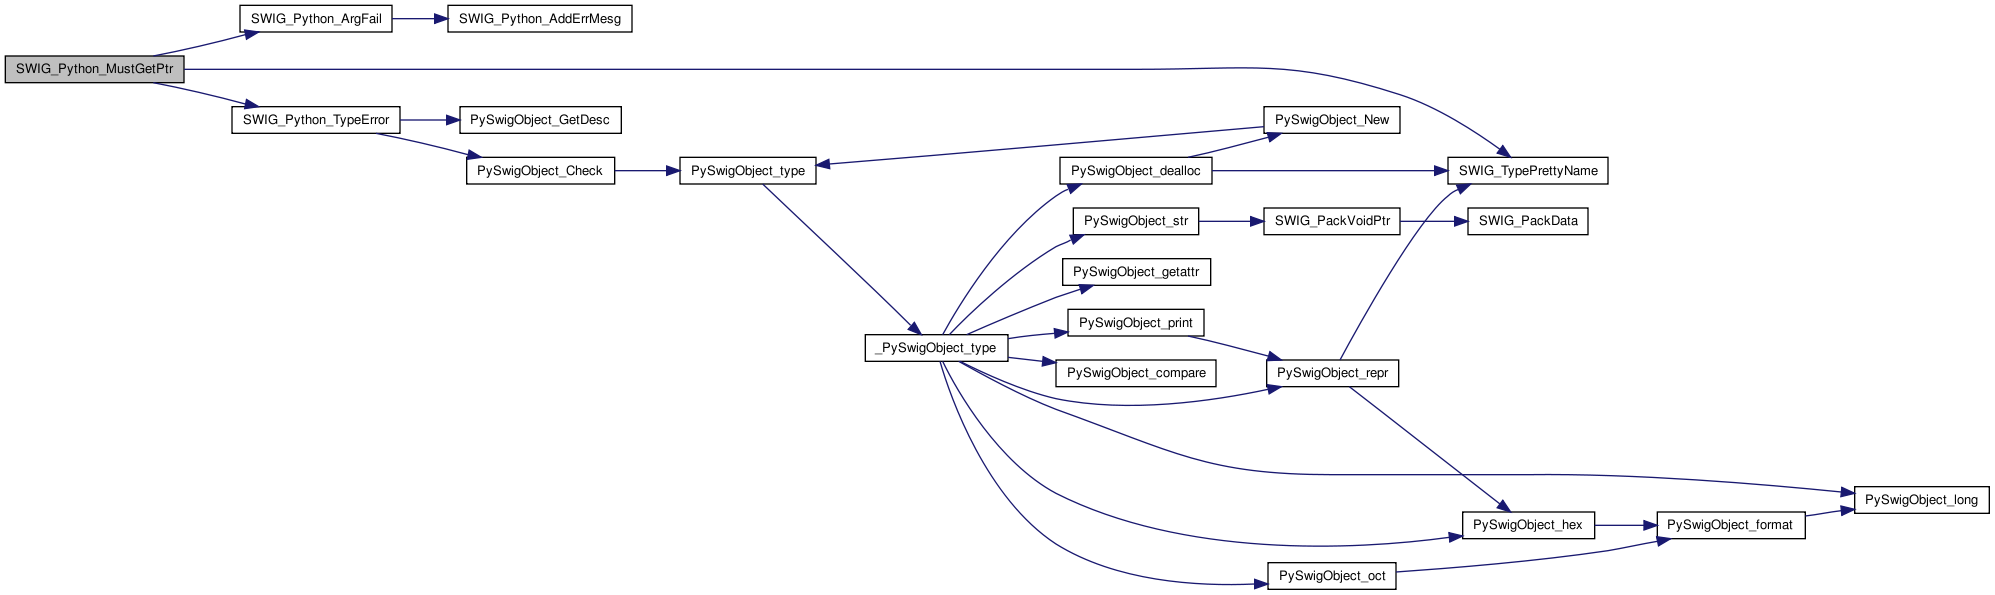 SWIG_Python_ArgFail
SWIG_Python_AddErrMesg
SWIG_Python_MustGetPtr
SWIG_Python_TypeError
PySwigObject_GetDesc
PySwigObject_New
PySwigObject_Check
PySwigObject_type
PySwigObject_dealloc
SWIG_TypePrettyName
PySwigObject_str
SWIG_PackVoidPtr
SWIG_PackData
PySwigObject_getattr
PySwigObject_print
_PySwigObject_type
PySwigObject_compare
PySwigObject_repr
PySwigObject_long
PySwigObject_hex
PySwigObject_format
PySwigObject_oct